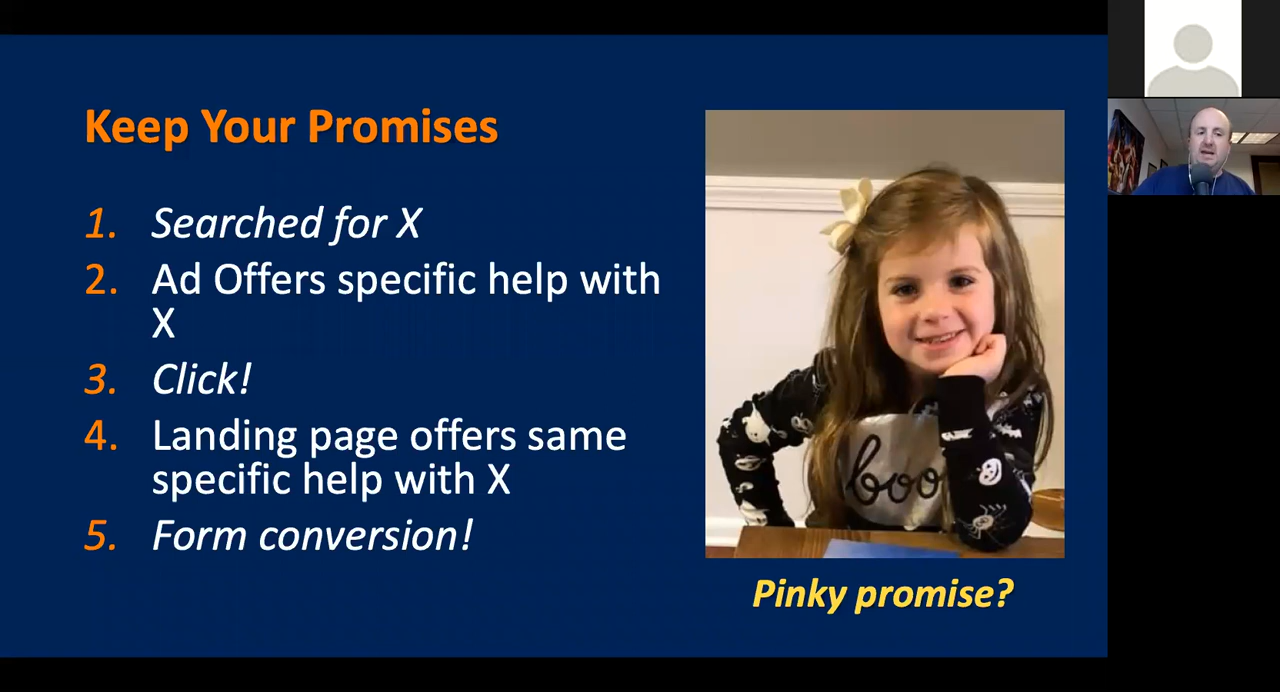 Keep Your Promises
1. Searched for X
2. Ad Offers specific help with
X
3. Click!
4. Landing page offers same
specific help with X
5. Form conversion!
boo
Pinky promise?